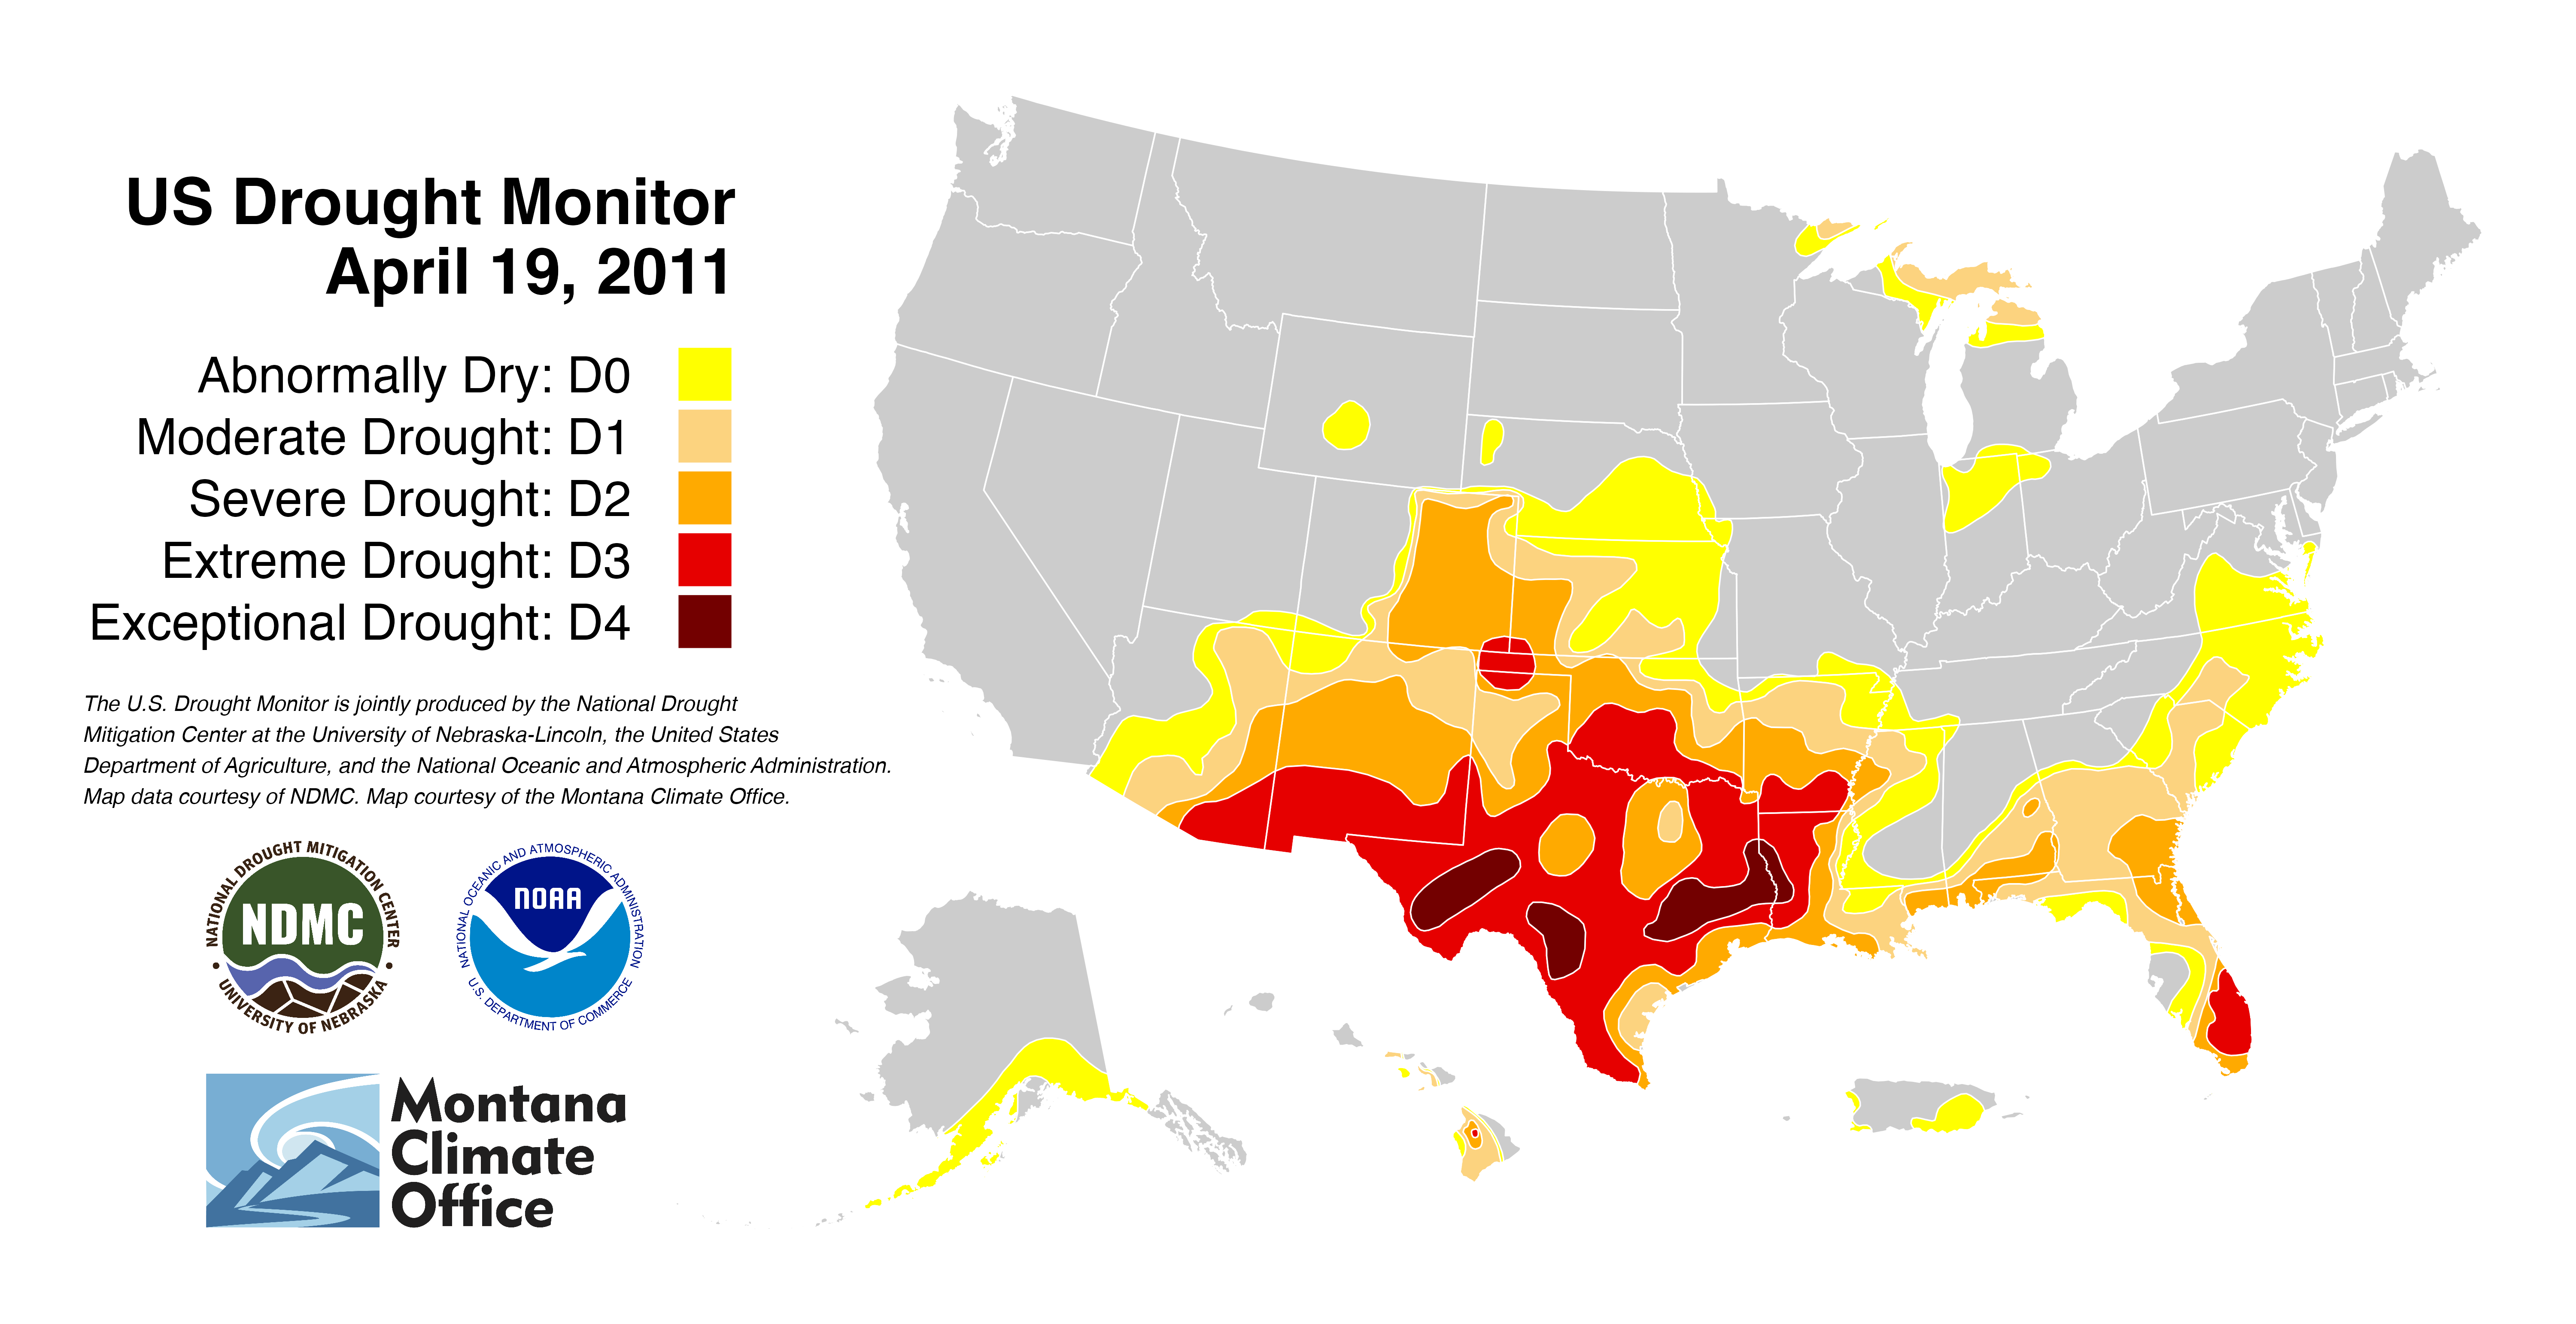 US Drought Monitor
April 19, 2011
Abnormally Dry: D0
Moderate Drought: D1
Severe Drought: D2
Extreme Drought: D3
Exceptional Drought: D4
The U.S. Drought Monitor is jointly produced by the National Drought
Mitigation Center at the University of Nebraska-Lincoln, the United States
Department of Agriculture, and the National Oceanic and Atmospheric Administration.
Map data courtesy of NDMC. Map courtesy of the Montana Climate Office.
NATIONAL DROUGHT MITIGATION CENTER
NDMC
UNIVERSITY OF NEBRASKA
NATIONAL OCEANIC AND ATMOSPHERIC ADMINISTRATION
NOAA
U.S. DEPARTMENT OF COMMERCE
Montana
Climate
Office